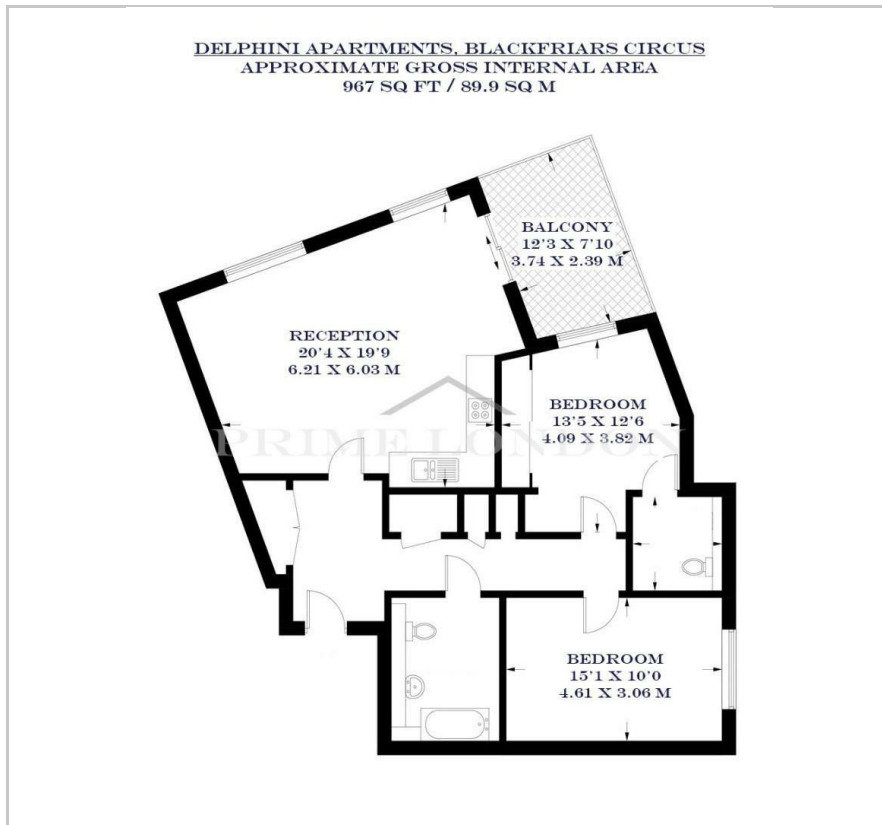 DELPHINI APARTMENTS, BLACKFRIARS CIRCUS
APPROXIMATE GROSS INTERNAL AREA
967 SQ FT / 89.9 SQ M
BALCONY
12'3 X 7'10
3.74 X 2.39 M
RECEPTION
20'4 X 19'9
6.21 X 6.03 M
BEDROOM
13'5 X 12'6
4.09 X 3.82 M
PRIME LONDON
BEDROOM
15'1 X 10'0
4.61 X 3.06 M